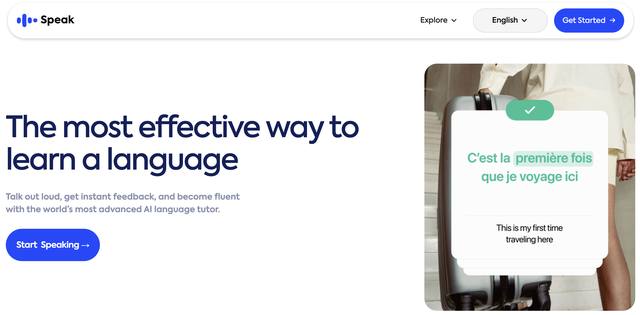 Speak
Explore
English
Get Started →
The most effective way to
learn a language
Talk out loud, get instant feedback, and become fluent
with the world's most advanced AI language tutor.
Start Speaking →
C'est la première fois
que je voyage ici
This is my first time
traveling here